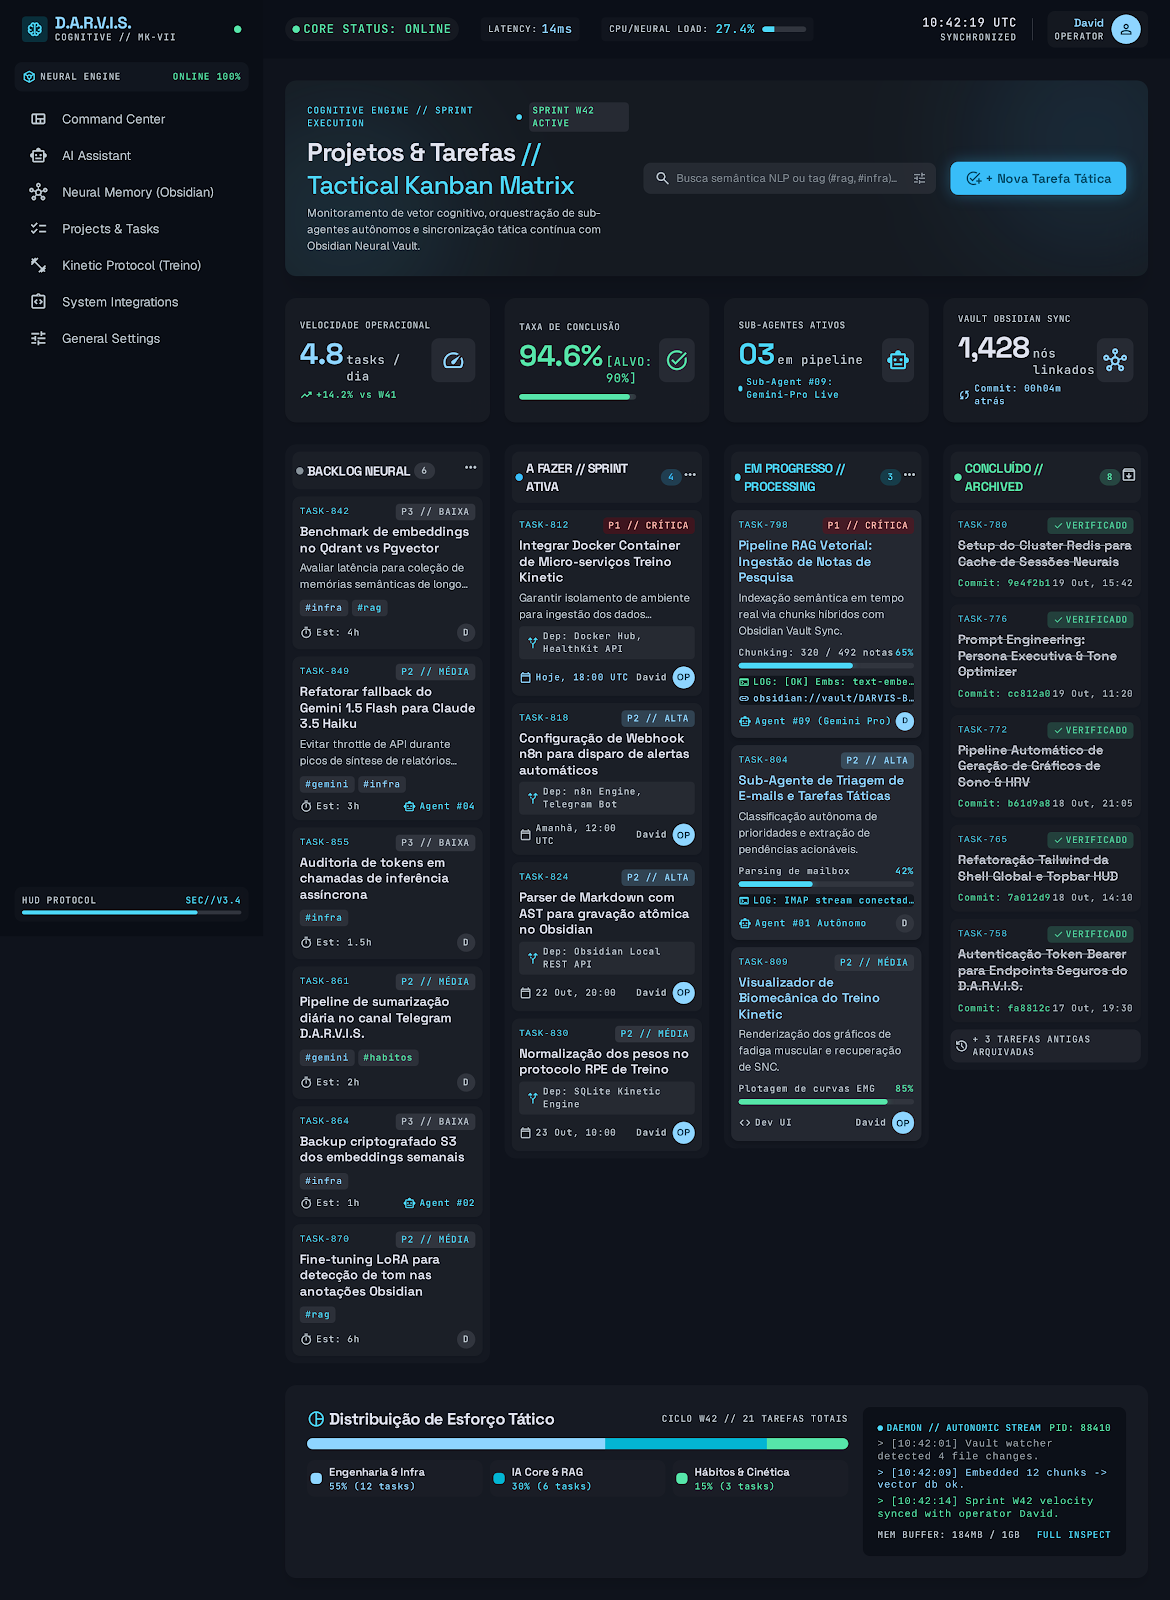 D.A.R.V.I.S.
COGNITIVE // MK-VII
NEURAL ENGINE ONLINE 100%
Command Center
AI Assistant
Neural Memory (Obsidian)
Projects & Tasks
Kinetic Protocol (Treino)
System Integrations
General Settings
HUD PROTOCOL SEC//V3.4
CORE STATUS: ONLINE
LATENCY: 14ms
CPU/NEURAL LOAD: 27.4%
10:42:19 UTC
SYNCHRONIZED
David
OPERATOR
COGNITIVE ENGINE // SPRINT
EXECUTION
SPRINT W42
ACTIVE
Projetos & Tarefas //
Tactical Kanban Matrix
Monitoramento de vetor cognitivo, orquestração de sub-
agentes autônomos e sincronização tática contínua com
Obsidian Neural Vault.
Busca semântica NLP ou tag (#rag, #infra)...
+ Nova Tarefa Tática
VELOCIDADE OPERACIONAL
4.8 tasks /
dia
+14.2% vs W41
TAXA DE CONCLUSÃO
94.6% [ALVO:
90%]
SUB-AGENTES ATIVOS
03 em pipeline
Sub-Agent #09:
Gemini-Pro Live
VAULT OBSIDIAN SYNC
1,428 nós
linkados
Commit: 00h04m
atrás
BACKLOG NEURAL 6 ...
TASK-842 P3 // BAIXA
Benchmark de embeddings
no Qdrant vs Pgvector
Avaliar latência para coleção de
memórias semânticas de longo...
#infra #rag
Est: 4h D
TASK-849 P2 // MÉDIA
Refatorar fallback do
Gemini 1.5 Flash para Claude
3.5 Haiku
Evitar throttle de API durante
picos de síntese de relatórios...
#gemini #infra
Est: 3h Agent #04
TASK-855 P3 // BAIXA
Auditoria de tokens em
chamadas de inferência
assíncrona
#infra
Est: 1.5h D
TASK-861 P2 // MÉDIA
Pipeline de sumarização
diária no canal Telegram
D.A.R.V.I.S.
#gemini #habitos
Est: 2h D
TASK-864 P3 // BAIXA
Backup criptografado S3
dos embeddings semanais
#infra
Est: 1h Agent #02
TASK-870 P2 // MÉDIA
Fine-tuning LoRA para
detecção de tom nas
anotações Obsidian
#rag
Est: 6h D
A FAZER // SPRINT
ATIVA
4 ...
TASK-812 P1 // CRÍTICA
Integrar Docker Container
de Micro-serviços Treino
Kinetic
Garantir isolamento de ambiente
para ingestão dos dados...
Dep: Docker Hub,
HealthKit API
Hoje, 18:00 UTC David OP
TASK-818 P2 // ALTA
Configuração de Webhook
n8n para disparo de alertas
automáticos
Dep: n8n Engine,
Telegram Bot
Amanhã, 12:00
UTC
David OP
TASK-824 P2 // ALTA
Parser de Markdown com
AST para gravação atômica
no Obsidian
Dep: Obsidian Local
REST API
22 Out, 20:00 David OP
TASK-830 P2 // MÉDIA
Normalização dos pesos no
protocolo RPE de Treino
Dep: SQLite Kinetic
Engine
23 Out, 10:00 David OP
EM PROGRESSO //
PROCESSING
3 ...
TASK-798 P1 // CRÍTICA
Pipeline RAG Vetorial:
Ingestão de Notas de
Pesquisa
Indexação semântica em tempo
real via chunks híbridos com
Obsidian Vault Sync.
Chunking: 320 / 492 notas 65%
LOG: [OK] Embs: text-embe…
obsidian://vault/DARVIS-B…
Agent #09 (Gemini Pro) D
TASK-804 P2 // ALTA
Sub-Agente de Triagem de
E-mails e Tarefas Táticas
Classificação autônoma de
prioridades e extração de
pendências acionáveis.
Parsing de mailbox 42%
LOG: IMAP stream conectad…
Agent #01 Autônomo D
TASK-809 P2 // MÉDIA
Visualizador de
Biomecânica do Treino
Kinetic
Renderização dos gráficos de
fadiga muscular e recuperação
de SNC.
Plotagem de curvas EMG 85%
Dev UI David OP
CONCLUÍDO //
ARCHIVED
8
TASK-780 VERIFICADO
Setup do Cluster Redis para
Cache de Sessões Neurais
Commit: 9e4f2b1 19 Out, 15:42
TASK-776 VERIFICADO
Prompt Engineering:
Persona Executiva & Tone
Optimizer
Commit: cc812a0 19 Out, 11:20
TASK-772 VERIFICADO
Pipeline Automático de
Geração de Gráficos de
Sono & HRV
Commit: b61d9a8 18 Out, 21:05
TASK-765 VERIFICADO
Refatoração Tailwind da
Shell Global e Topbar HUD
Commit: 7a012d9 18 Out, 14:10
TASK-758 VERIFICADO
Autenticação Token Bearer
para Endpoints Seguros do
D.A.R.V.I.S.
Commit: fa8812c 17 Out, 19:30
+ 3 TAREFAS ANTIGAS
ARQUIVADAS
Distribuição de Esforço Tático CICLO W42 // 21 TAREFAS TOTAIS
Engenharia & Infra
55% (12 tasks)
IA Core & RAG
30% (6 tasks)
Hábitos & Cinética
15% (3 tasks)
DAEMON // AUTONOMIC STREAM PID: 88410
> [10:42:01] Vault watcher
detected 4 file changes.
> [10:42:09] Embedded 12 chunks ->
vector db ok.
> [10:42:14] Sprint W42 velocity
synced with operator David.
MEM BUFFER: 184MB / 1GB FULL INSPECT